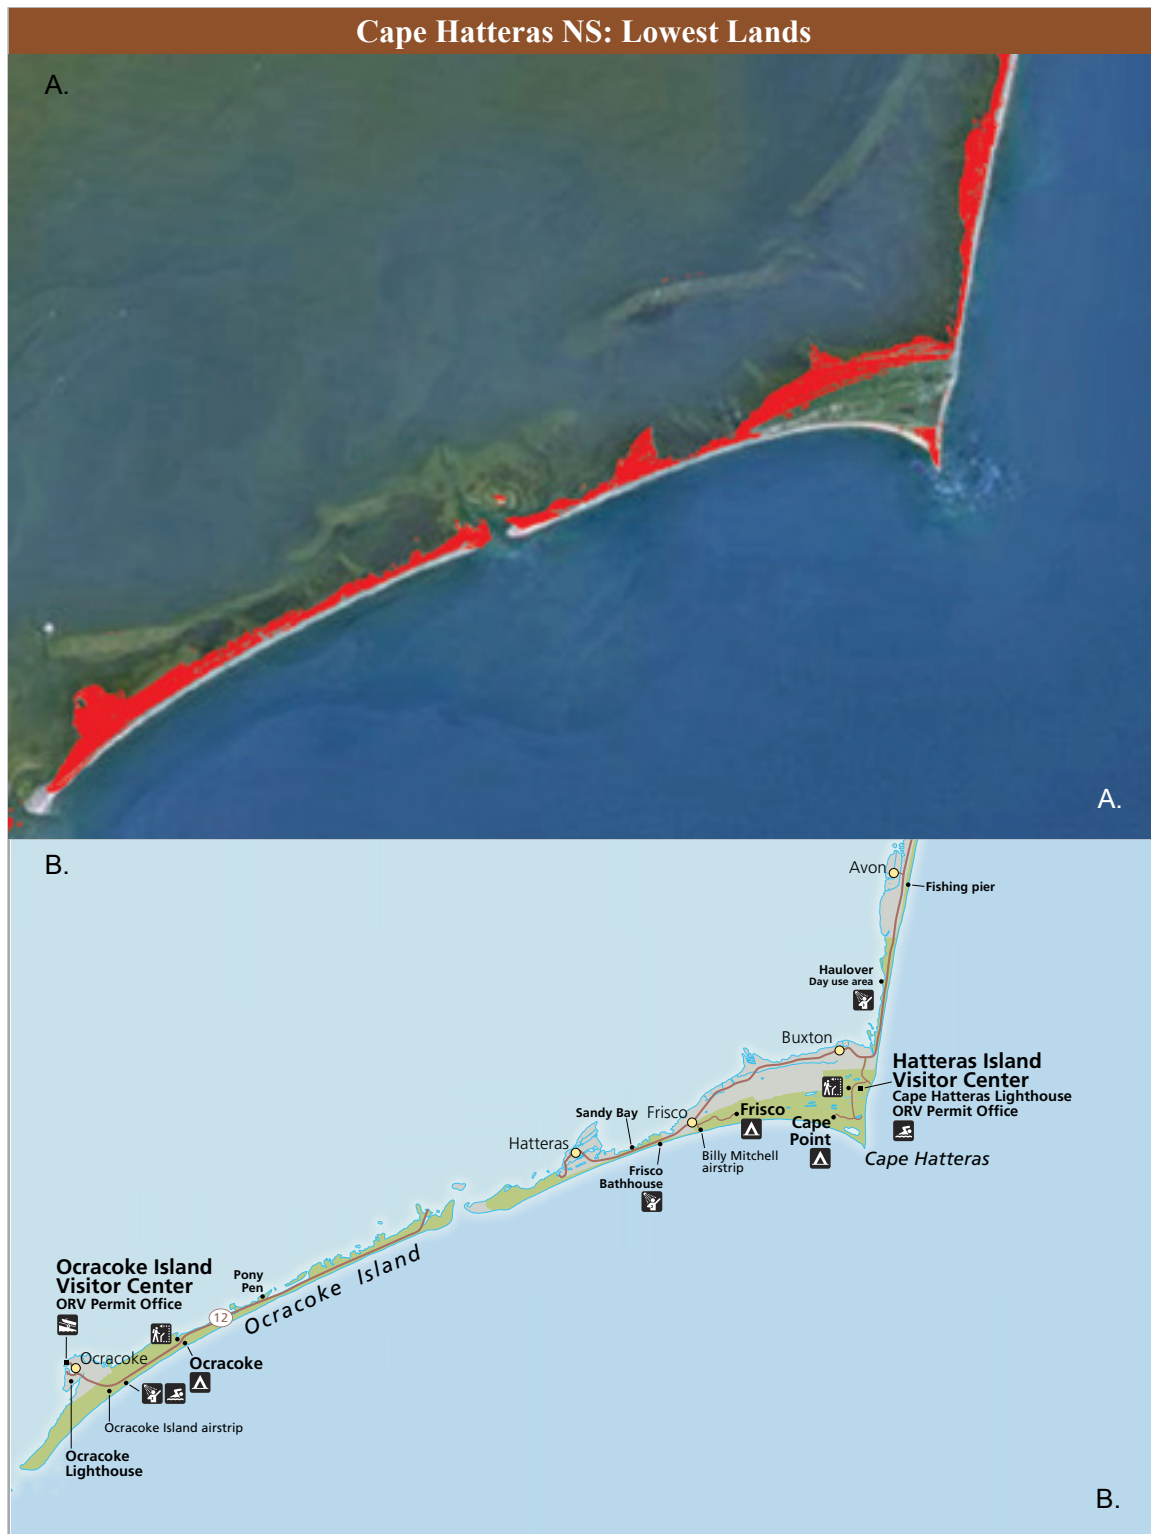 Cape Hatteras NS: Lowest Lands
A.
A.
B.
Avon
Fishing pier
Haulover
Day use area
Buxton
Hatteras Island
Visitor Center
Cape Hatteras Lighthouse
ORV Permit Office
Sandy Bay
Frisco
Frisco
Cape
Point
Hatteras
Billy Mitchell
airstrip
Cape Hatteras
Frisco
Bathhouse
Ocracoke Island
Ocracoke Island
Visitor Center
ORV Permit Office
Pony
Pen
12
Ocracoke
Ocracoke
Ocracoke Island airstrip
Ocracoke
Lighthouse
B.